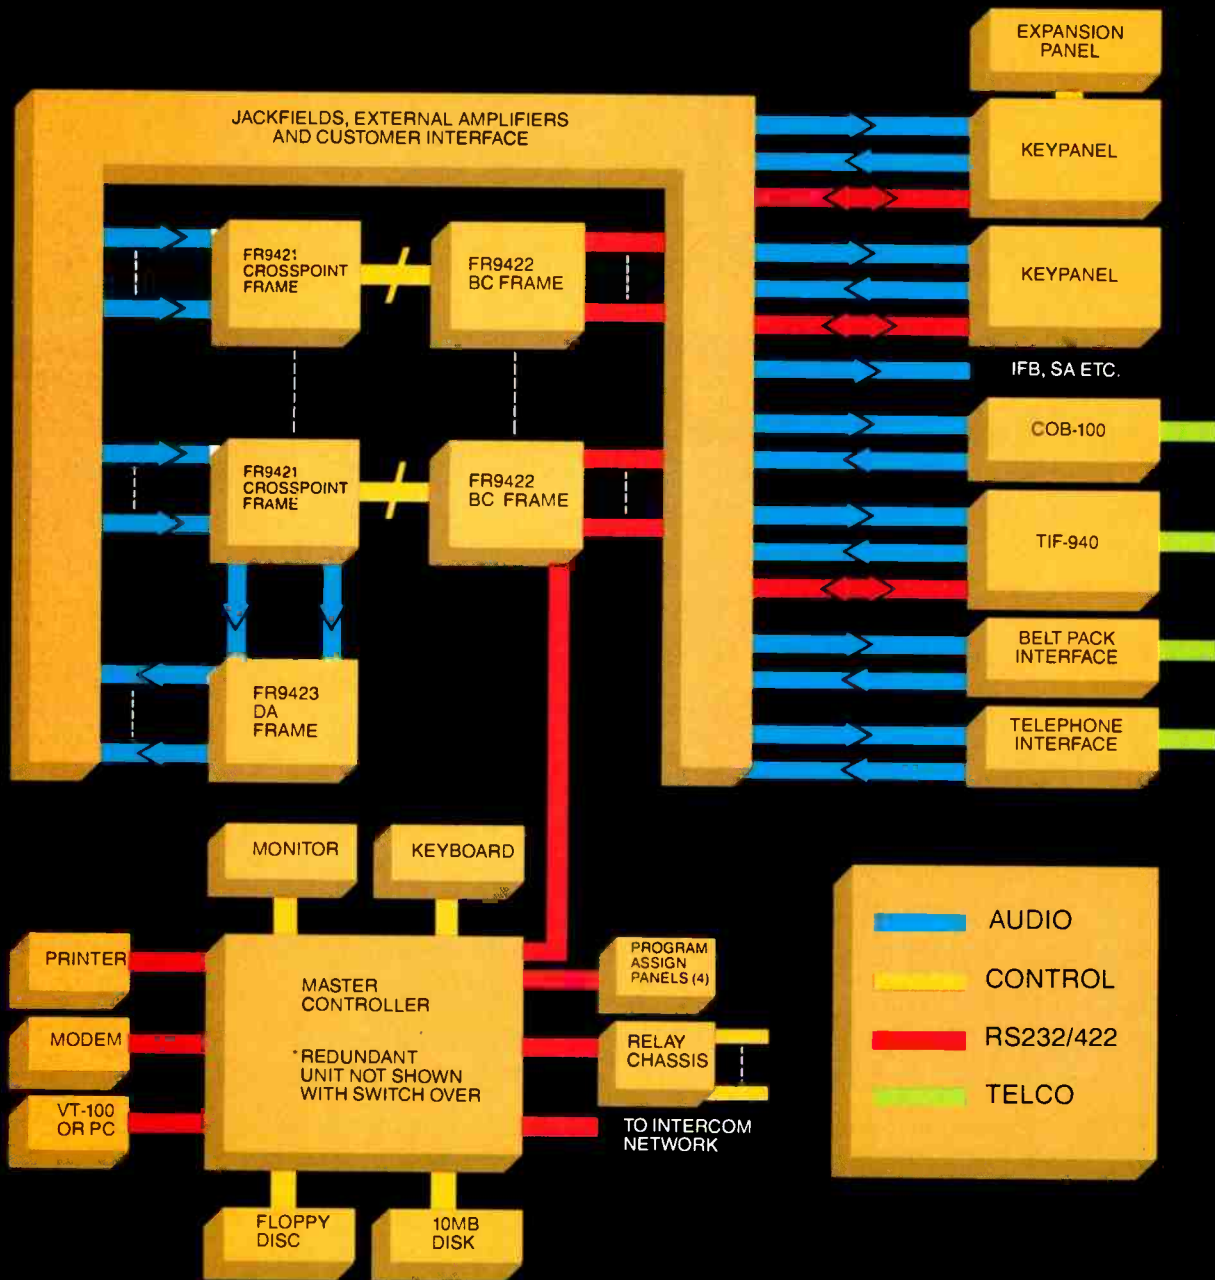 EXPANSION
PANEL
JACKFIELDS, EXTERNAL AMPLIFIERS
AND CUSTOMER INTERFACE
KEYPANEL
FR9421
CROSSPOINT
FRAME
FR9422
BC FRAME
KEYPANEL
IFB, SA ETC.
COB-100
FR9421
CROSSPOINT
FRAME
FR9422
BC FRAME
TIF-940
BELT PACK
INTERFACE
FR9423
DA
FRAME
TELEPHONE
INTERFACE
MONITOR
KEYBOARD
PRINTER
MODEM
VT-100
OR PC
MASTER
CONTROLLER
*REDUNDANT
UNIT NOT SHOWN
WITH SWITCH OVER
PROGRAM
ASSIGN
PANELS (4)
RELAY
CHASSIS
TO INTERCOM
NETWORK
FLOPPY
DISC
10MB
DISK
AUDIO
CONTROL
RS232/422
TELCO